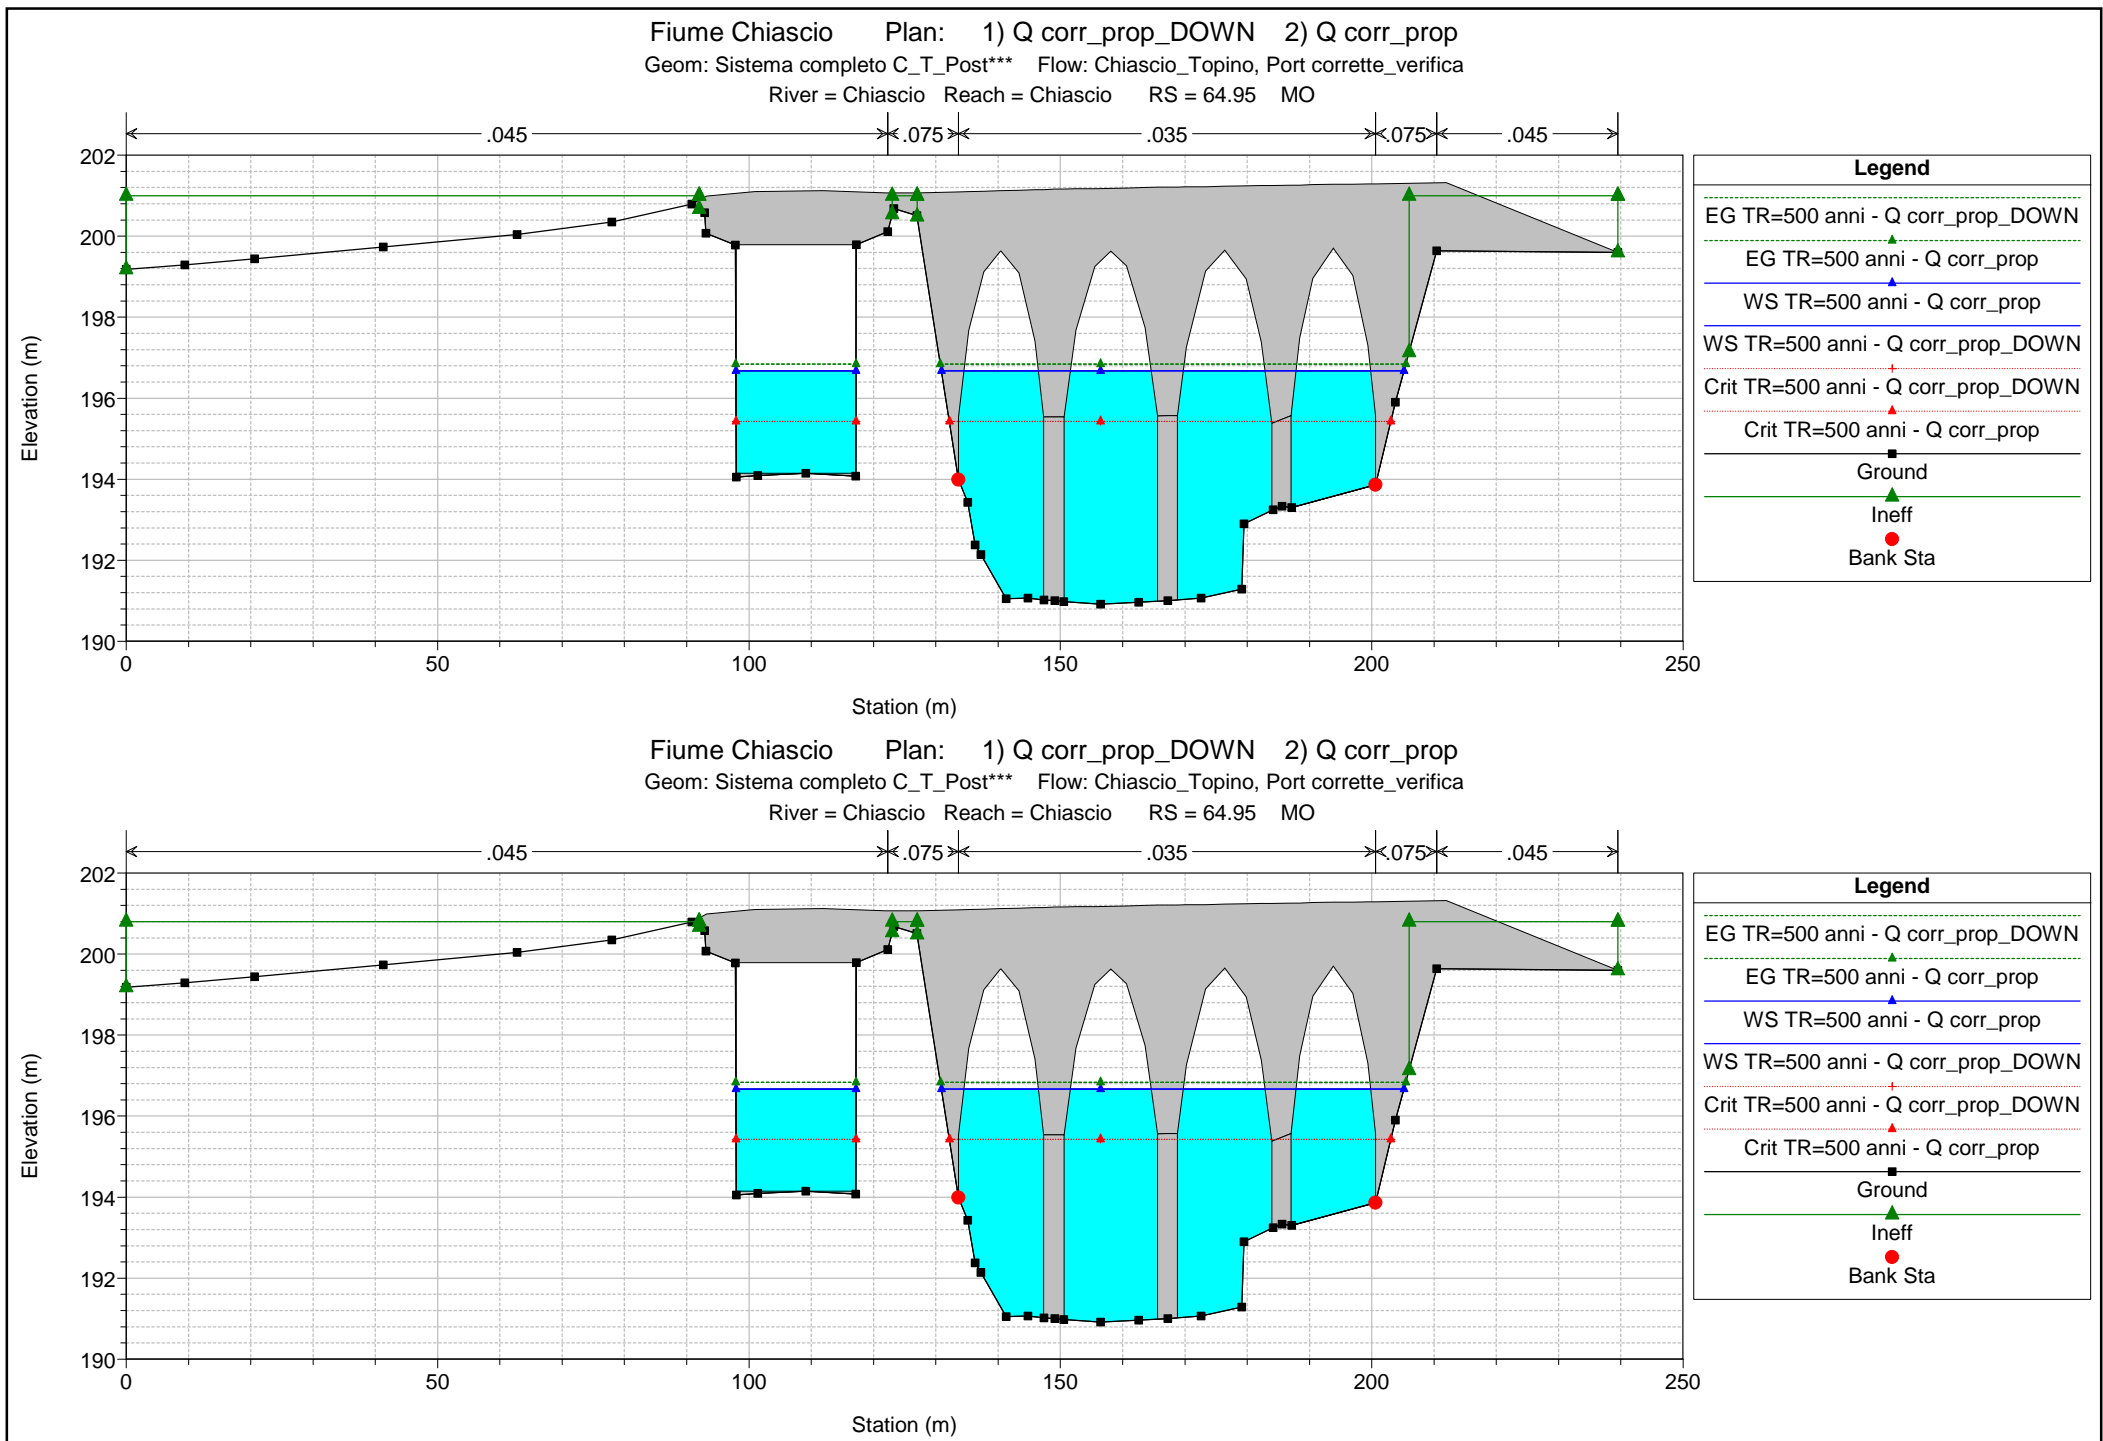 Fiume Chiascio Plan: 1) Q corr_prop_DOWN 2) Q corr_prop
Geom: Sistema completo C_T_Post*** Flow: Chiascio_Topino, Port corrette_verifica
River = Chiascio Reach = Chiascio RS = 64.95 MO
.045 .075 .035 .075 .045
202
200
198
196
194
192
190
Elevation (m)
0 50 100 150 200 250
Station (m)
Legend
EG TR=500 anni - Q corr_prop_DOWN
EG TR=500 anni - Q corr_prop
WS TR=500 anni - Q corr_prop
WS TR=500 anni - Q corr_prop_DOWN
Crit TR=500 anni - Q corr_prop_DOWN
Crit TR=500 anni - Q corr_prop
Ground
Ineff
Bank Sta
Fiume Chiascio Plan: 1) Q corr_prop_DOWN 2) Q corr_prop
Geom: Sistema completo C_T_Post*** Flow: Chiascio_Topino, Port corrette_verifica
River = Chiascio Reach = Chiascio RS = 64.95 MO
.045 .075 .035 .075 .045
202
200
198
196
194
192
190
Elevation (m)
0 50 100 150 200 250
Station (m)
Legend
EG TR=500 anni - Q corr_prop_DOWN
EG TR=500 anni - Q corr_prop
WS TR=500 anni - Q corr_prop
WS TR=500 anni - Q corr_prop_DOWN
Crit TR=500 anni - Q corr_prop_DOWN
Crit TR=500 anni - Q corr_prop
Ground
Ineff
Bank Sta